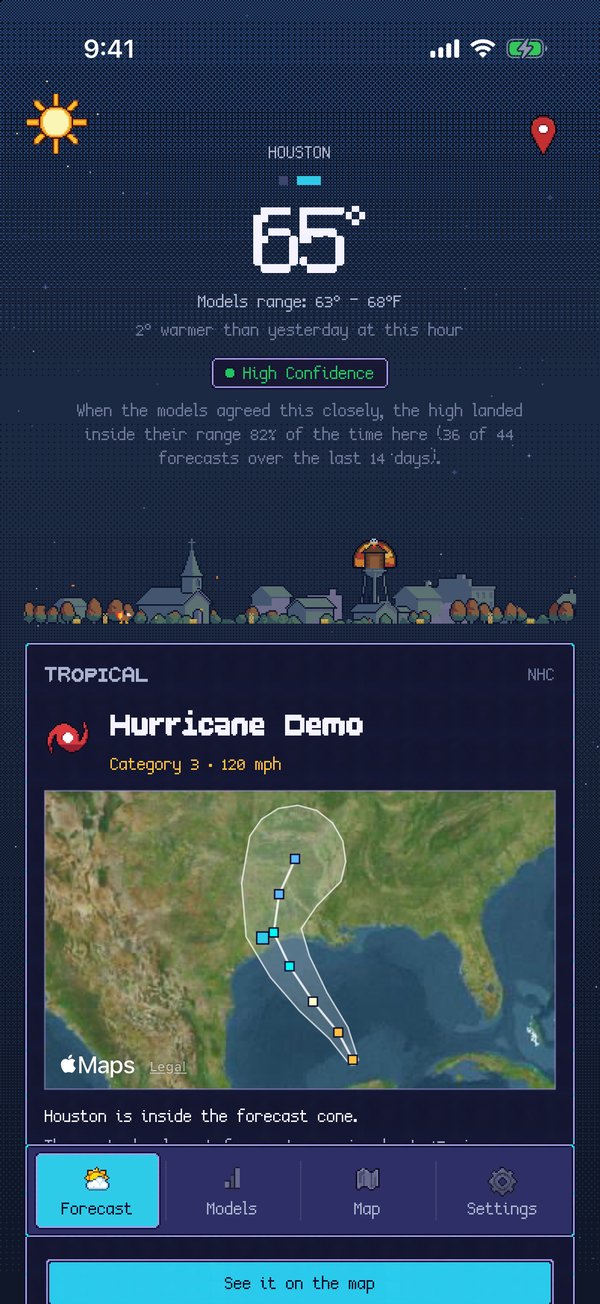 9:41
HOUSTON
65°
Models range: 63° – 68°F
2° warmer than yesterday at this hour
High Confidence
When the models agreed this closely, the high landed
inside their range 82% of the time here (36 of 44
forecasts over the last 14 days).
TROPICAL
NHC
Hurricane Demo
Category 3 · 120 mph
Maps
Legal
Houston is inside the forecast cone.
Forecast
Models
Map
Settings
See it on the map